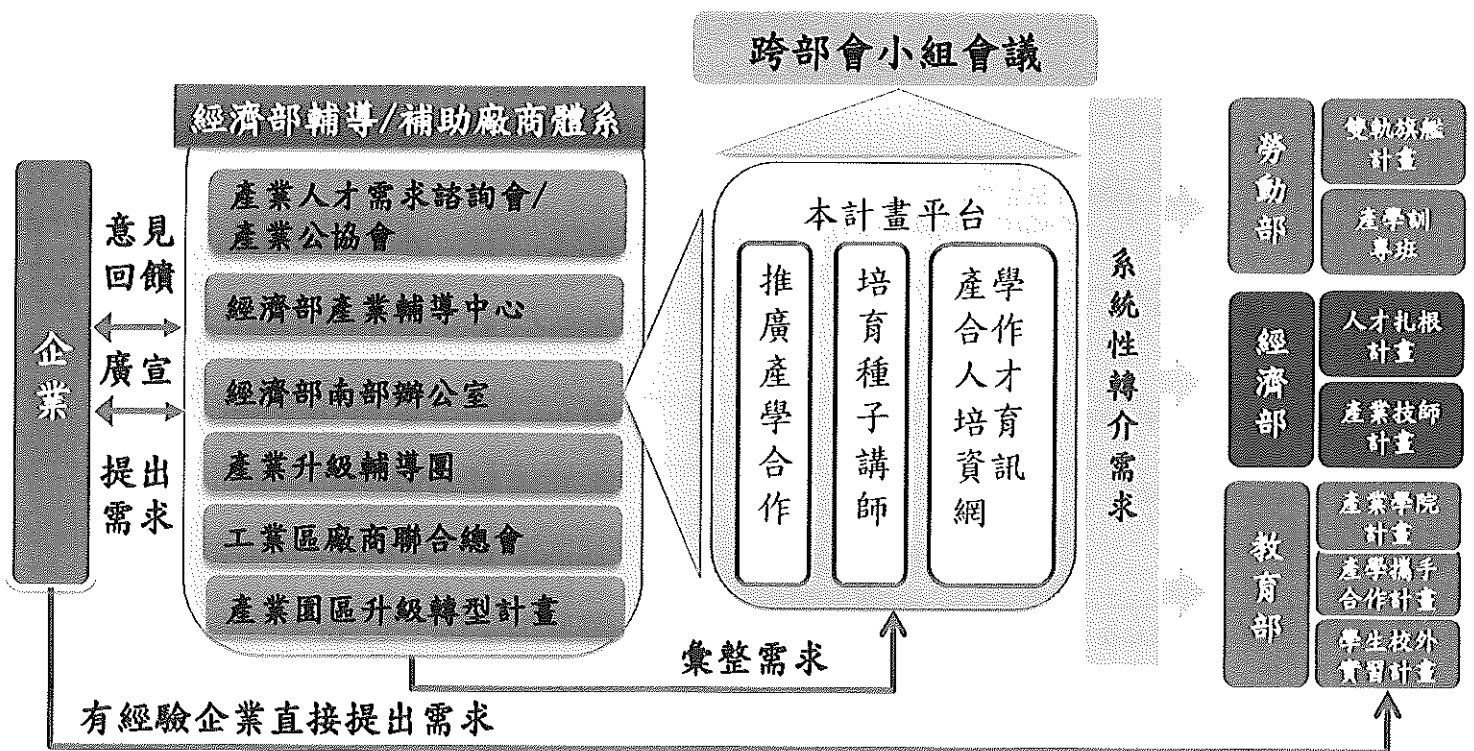 跨部會小組會議
經濟部輔導/補助廠商體系
企業
意見
回饋
廣宣
提出
需求
產業人才需求諮詢會/
產業公協會
經濟部產業輔導中心
經濟部南部辦公室
產業升級輔導團
工業區廠商聯合總會
產業園區升級轉型計畫
本計畫平台
推廣產學合作
培育種子講師
產學
合作
人才
培育
資訊
網
系統性轉介需求
勞動部
雙軌旗艦
計畫
產學訓
專班
經濟部
人才扎根
計畫
產業技師
計畫
教育部
產業學院
計畫
產學攜手
合作計畫
學生校外
實習計畫
彙整需求
有經驗企業直接提出需求